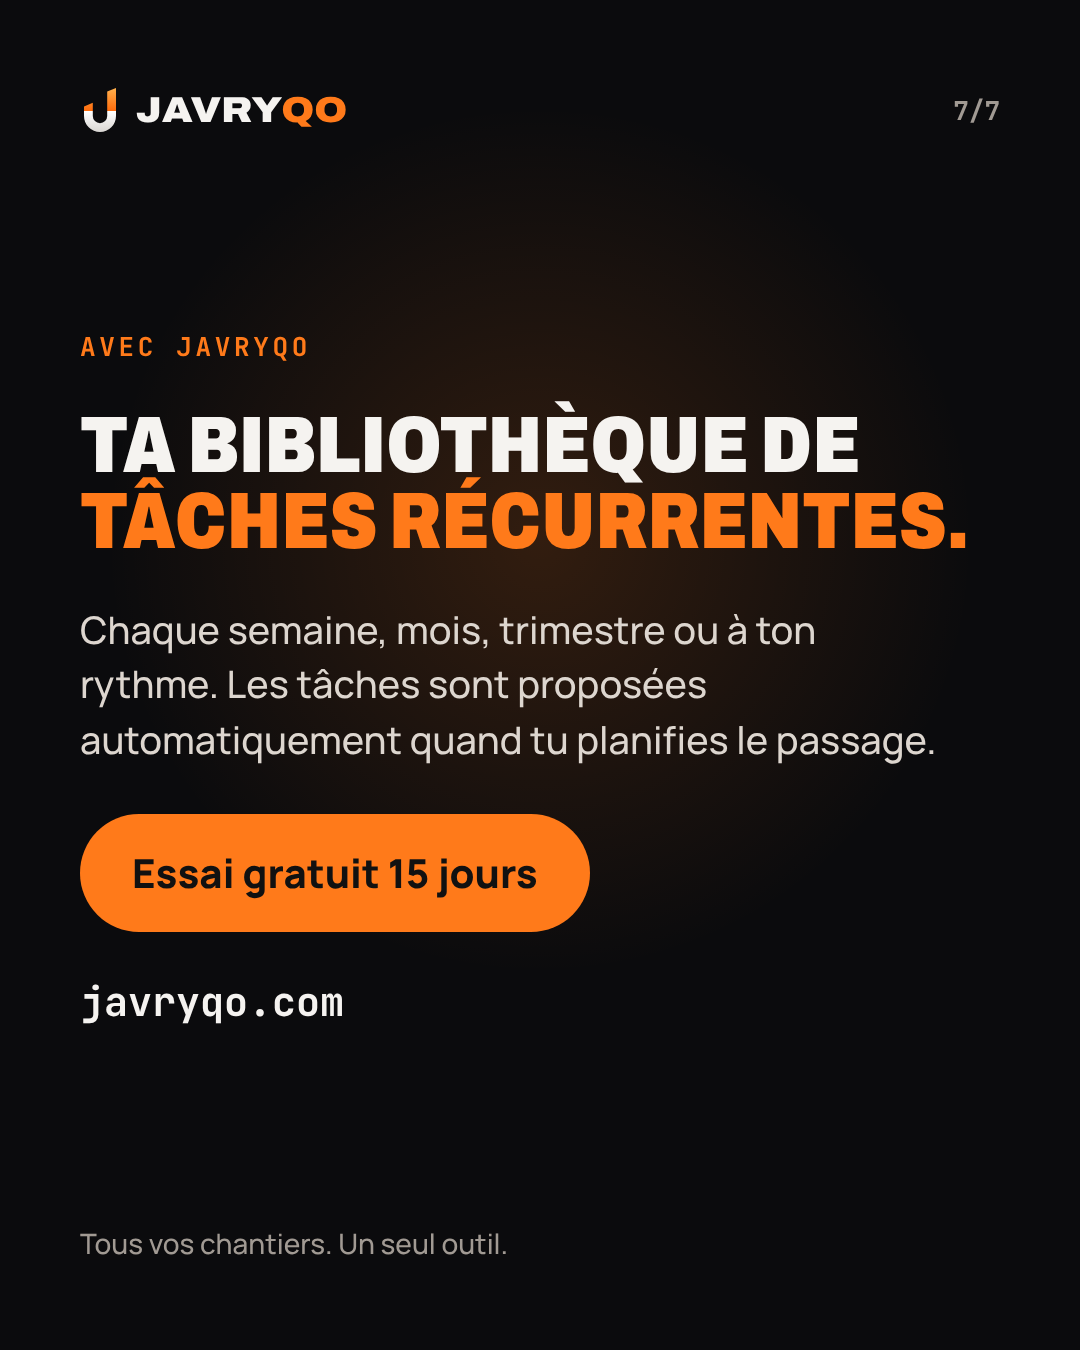 JAVRYQO
7/7
AVEC JAVRYQO
TA BIBLIOTHÈQUE DE
TÂCHES RÉCURRENTES.
Chaque semaine, mois, trimestre ou à ton
rythme. Les tâches sont proposées
automatiquement quand tu planifies le passage.
Essai gratuit 15 jours
javryqo.com
Tous vos chantiers. Un seul outil.